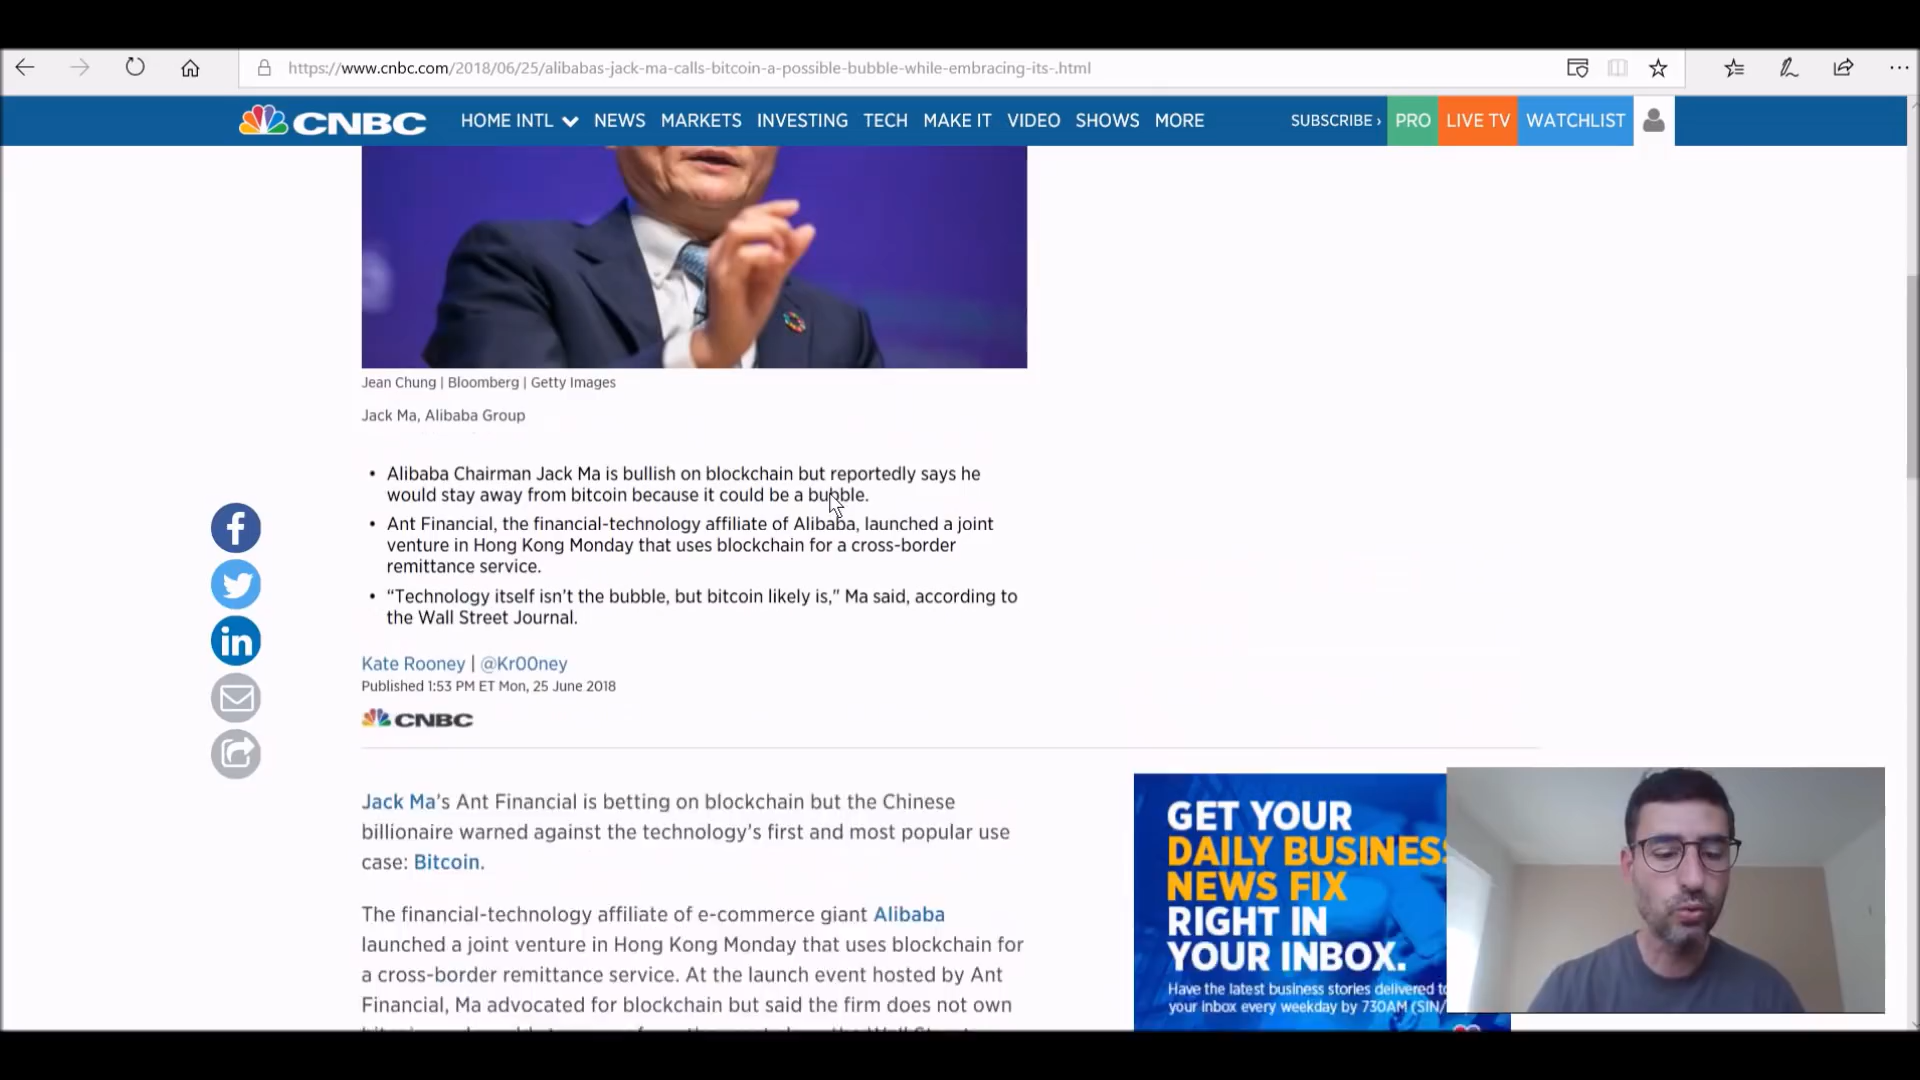 https://www.cnbc.com/2018/06/25/alibabas-jack-ma-calls-bitcoin-a-possible-bubble-while-embracing-its-.html
CNBC HOME INTL NEWS MARKETS INVESTING TECH MAKE IT VIDEO SHOWS MORE SUBSCRIBE › PRO LIVE TV WATCHLIST
Jean Chung | Bloomberg | Getty Images
Jack Ma, Alibaba Group
• Alibaba Chairman Jack Ma is bullish on blockchain but reportedly says he
would stay away from bitcoin because it could be a bubble.
• Ant Financial, the financial-technology affiliate of Alibaba, launched a joint
venture in Hong Kong Monday that uses blockchain for a cross-border
remittance service.
• “Technology itself isn’t the bubble, but bitcoin likely is,” Ma said, according to
the Wall Street Journal.
Kate Rooney | @Kr00ney
Published 1:53 PM ET Mon, 25 June 2018
CNBC
Jack Ma’s Ant Financial is betting on blockchain but the Chinese
billionaire warned against the technology’s first and most popular use
case: Bitcoin.
The financial-technology affiliate of e-commerce giant Alibaba
launched a joint venture in Hong Kong Monday that uses blockchain for
a cross-border remittance service. At the launch event hosted by Ant
Financial, Ma advocated for blockchain but said the firm does not own
GET YOUR
DAILY BUSINES
NEWS FIX
RIGHT IN
YOUR INBOX.
Have the latest business stories delivered to
your inbox every weekday by 730AM (SIN/